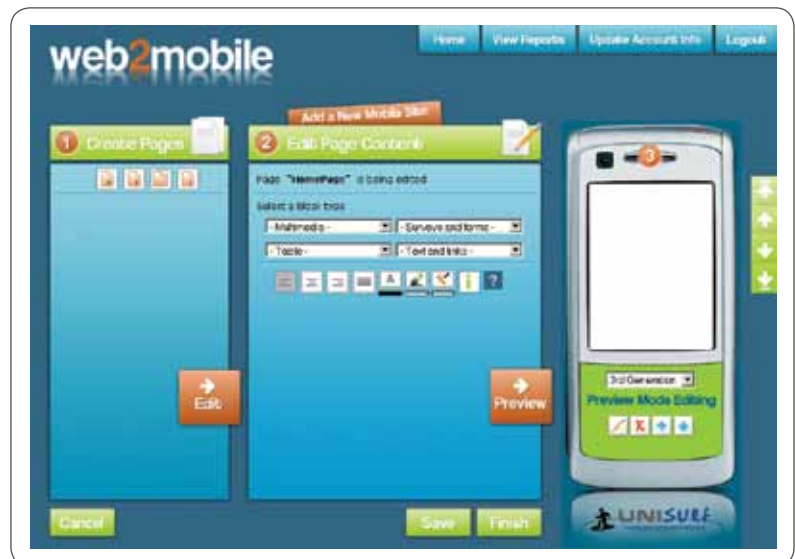 Home View Reports Update Account Info Logout
web2mobile
Add a New Mobile Site
1 Create Pages
2 Edit Page Content
3
Page "HomePage" is being edited
Select a block type
- Multimedia - - Surveys and forms -
- Table - - Text and links -
A i ?
Edit
Preview
3rd Generation
Preview Mode Editing
X
Cancel
Save Finish
UNISURF